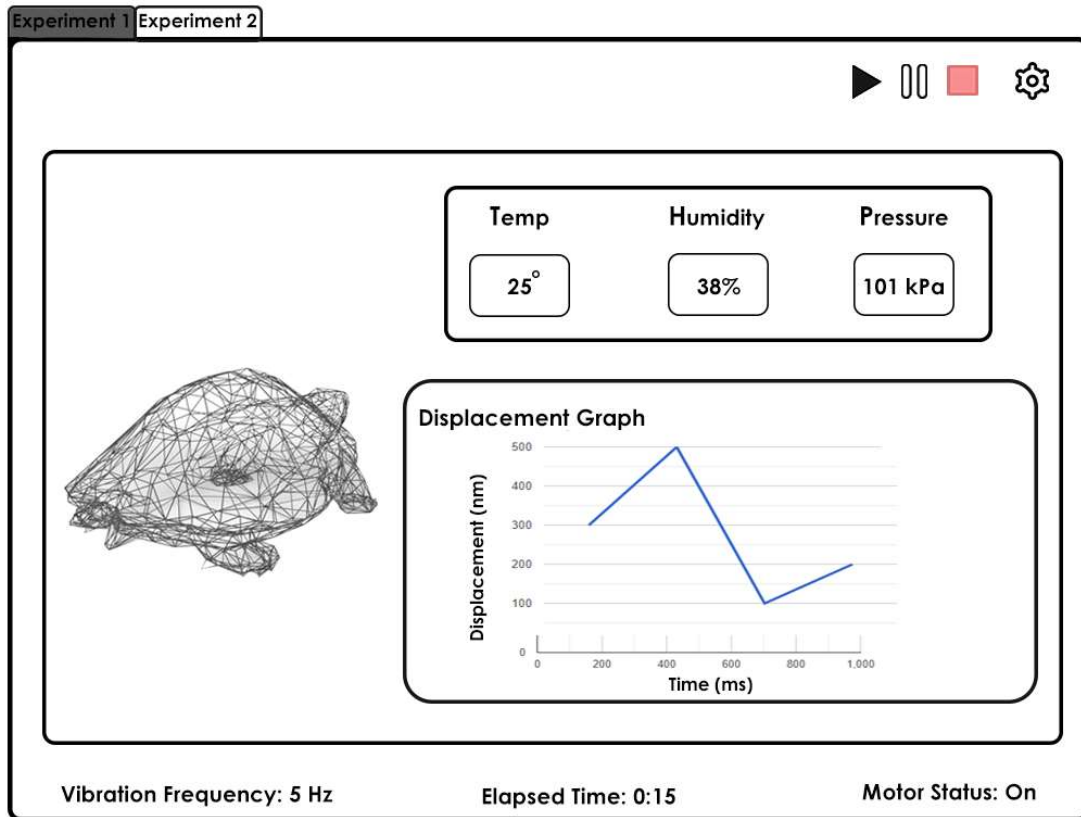 Experiment 1 Experiment 2
Temp Humidity Pressure
25° 38% 101 kPa
Displacement Graph
Displacement (nm)
500
400
300
200
100
0
0 200 400 600 800 1,000
Time (ms)
Vibration Frequency: 5 Hz Elapsed Time: 0:15 Motor Status: On